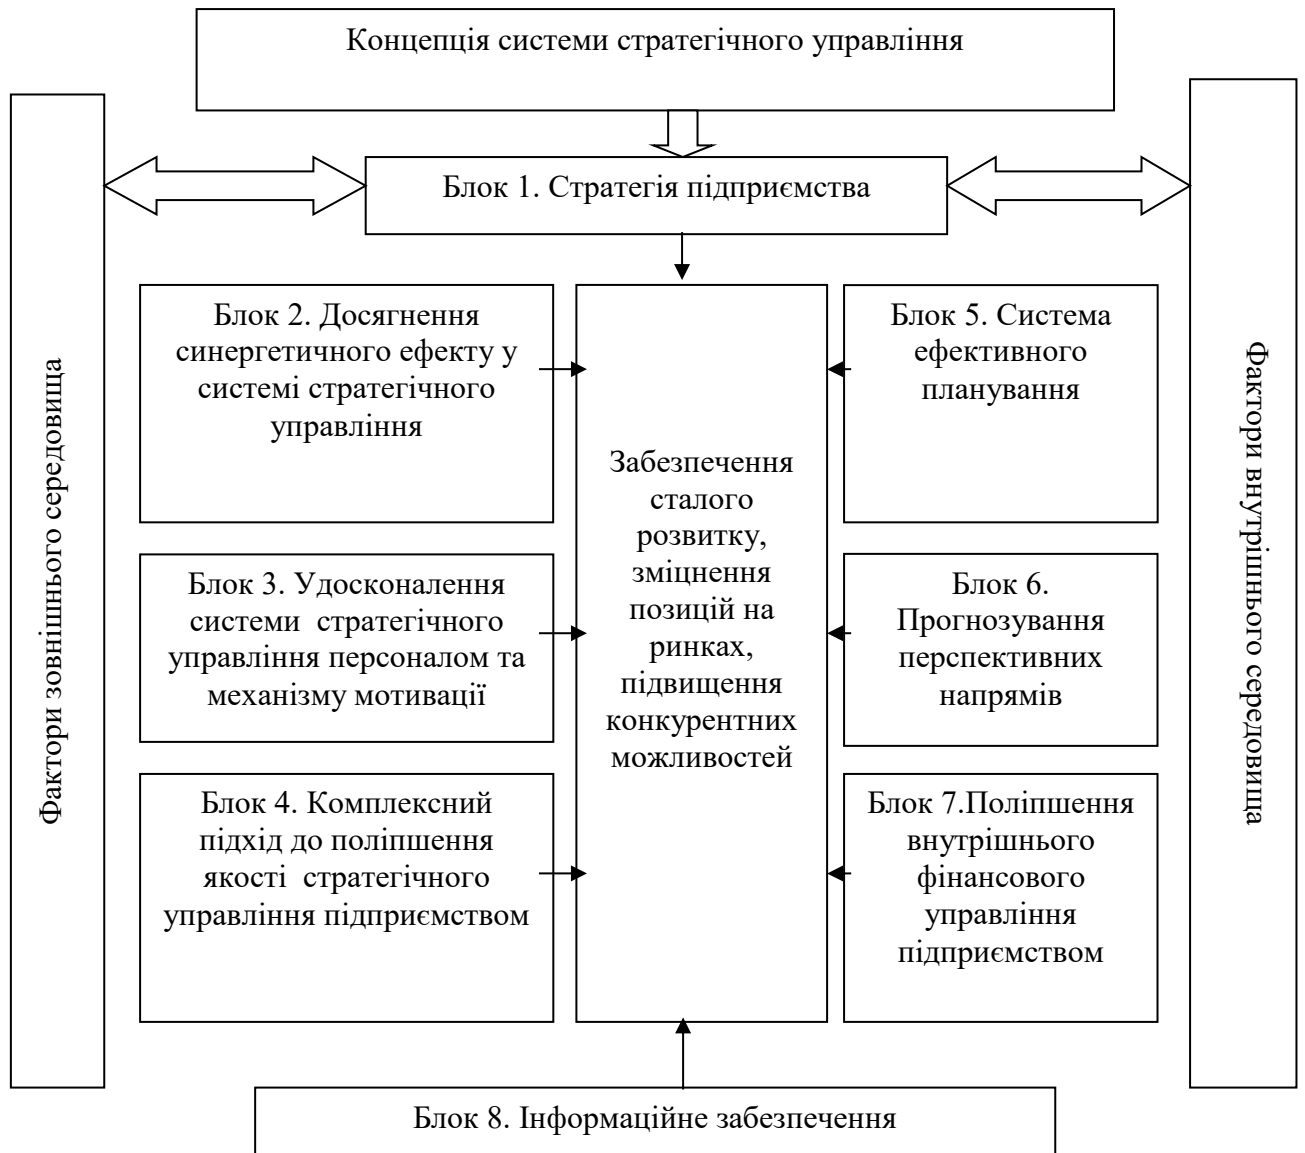 Концепція системи стратегічного управління
Фактори зовнішнього середовища
Блок 1. Стратегія підприємства
Фактори внутрішнього середовища
Блок 2. Досягнення
синергетичного ефекту у
системі стратегічного
управління
Блок 3. Удосконалення
системи  стратегічного
управління персоналом та
механізму мотивації
Блок 4. Комплексний
підхід до поліпшення
якості  стратегічного
управління підприємством
Забезпечення
сталого
розвитку,
зміцнення
позицій на
ринках,
підвищення
конкурентних
можливостей
Блок 5. Система
ефективного
планування
Блок 6.
Прогнозування
перспективних
напрямів
Блок 7.Поліпшення
внутрішнього
фінансового
управління
підприємством
Блок 8. Інформаційне забезпечення